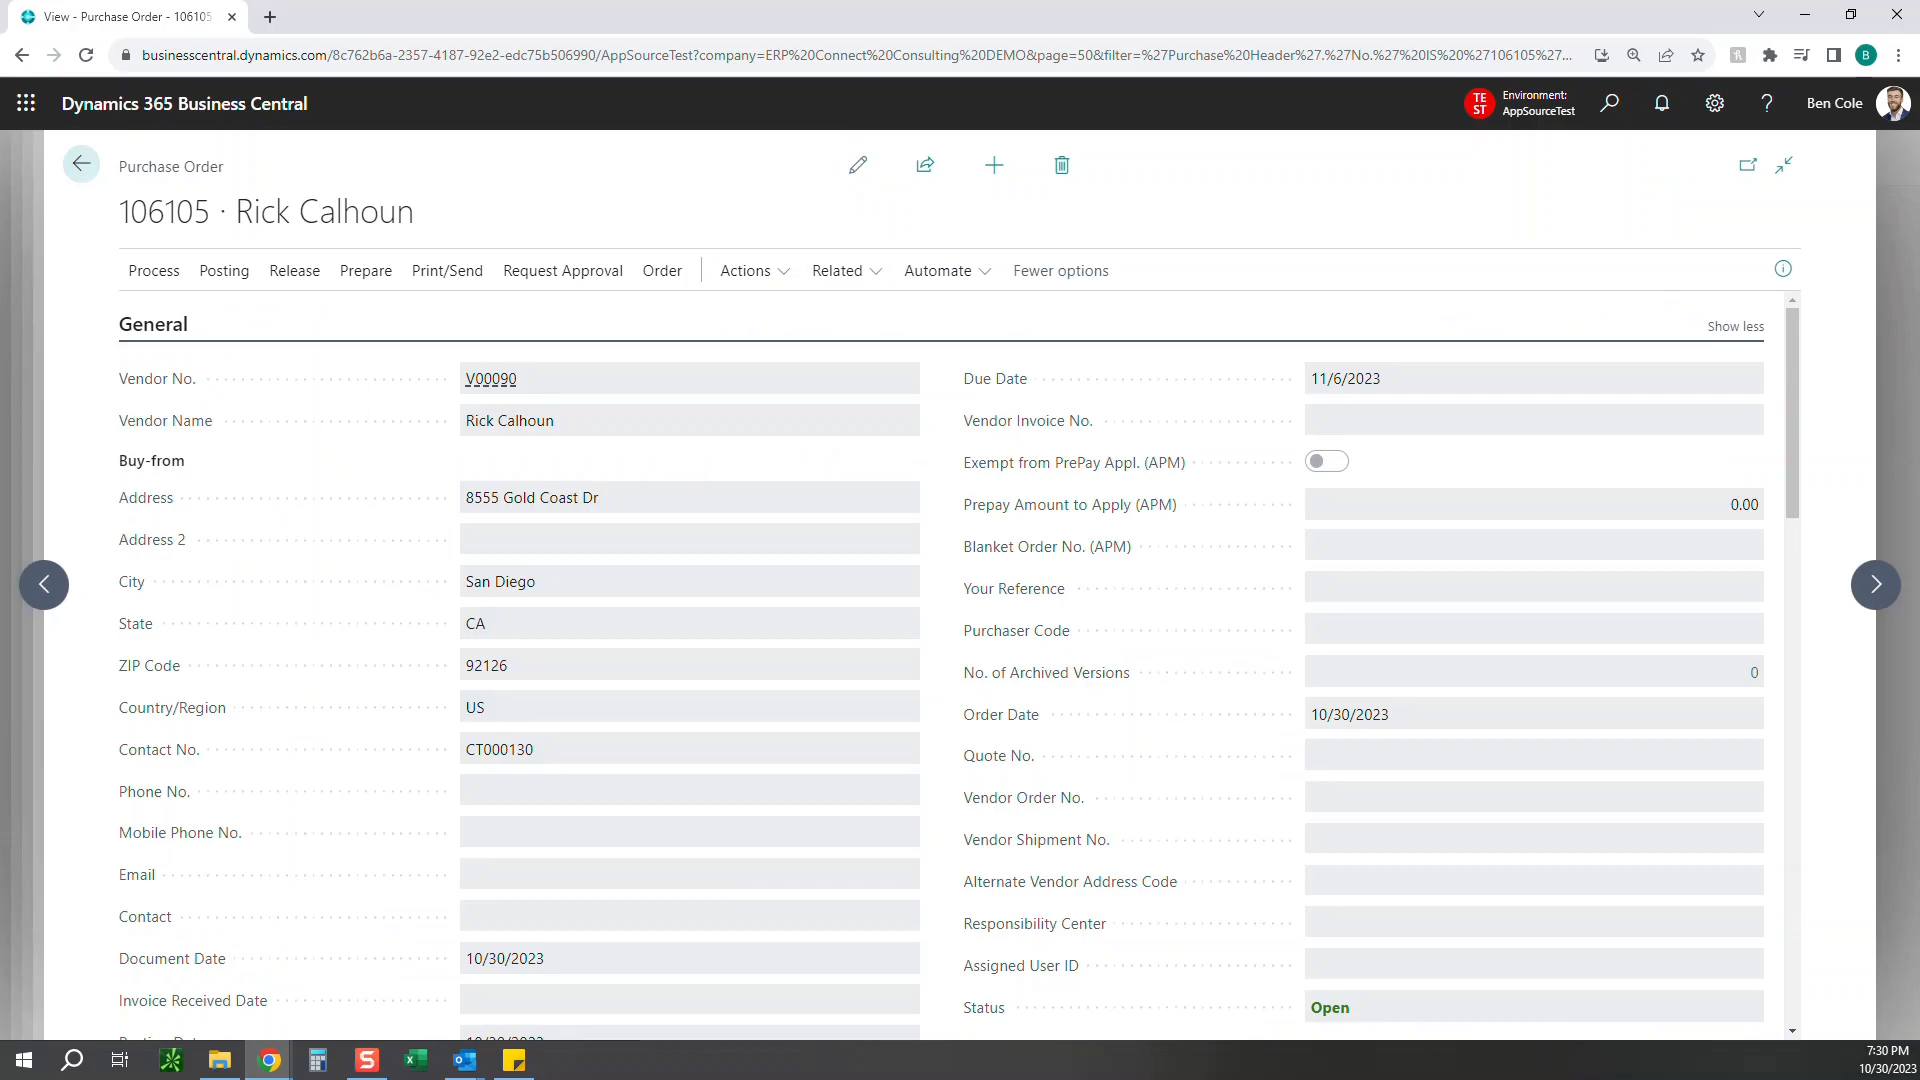 View - Purchase Order - 106105
businesscentral.dynamics.com/8c762b6a-2357-4187-92e2-edc75b506990/AppSourceTest?company=ERP%20Connect%20Consulting%20DEMO&page=50&filter=%27Purchase%20Header%27.%27No.%27%20IS%20%27106105%27...
B
Dynamics 365 Business Central
TE
ST
Environment:
AppSourceTest
Ben Cole
Purchase Order
106105 · Rick Calhoun
Process Posting Release Prepare Print/Send Request Approval Order Actions Related Automate Fewer options
General
Show less
Vendor No. V00090
Vendor Name Rick Calhoun
Buy-from
Address 8555 Gold Coast Dr
Address 2
City San Diego
State CA
ZIP Code 92126
Country/Region US
Contact No. CT000130
Phone No.
Mobile Phone No.
Email
Contact
Document Date 10/30/2023
Invoice Received Date
Due Date 11/6/2023
Vendor Invoice No.
Exempt from PrePay Appl. (APM)
Prepay Amount to Apply (APM) 0.00
Blanket Order No. (APM)
Your Reference
Purchaser Code
No. of Archived Versions 0
Order Date 10/30/2023
Quote No.
Vendor Order No.
Vendor Shipment No.
Alternate Vendor Address Code
Responsibility Center
Assigned User ID
Status Open
7:30 PM
10/30/2023